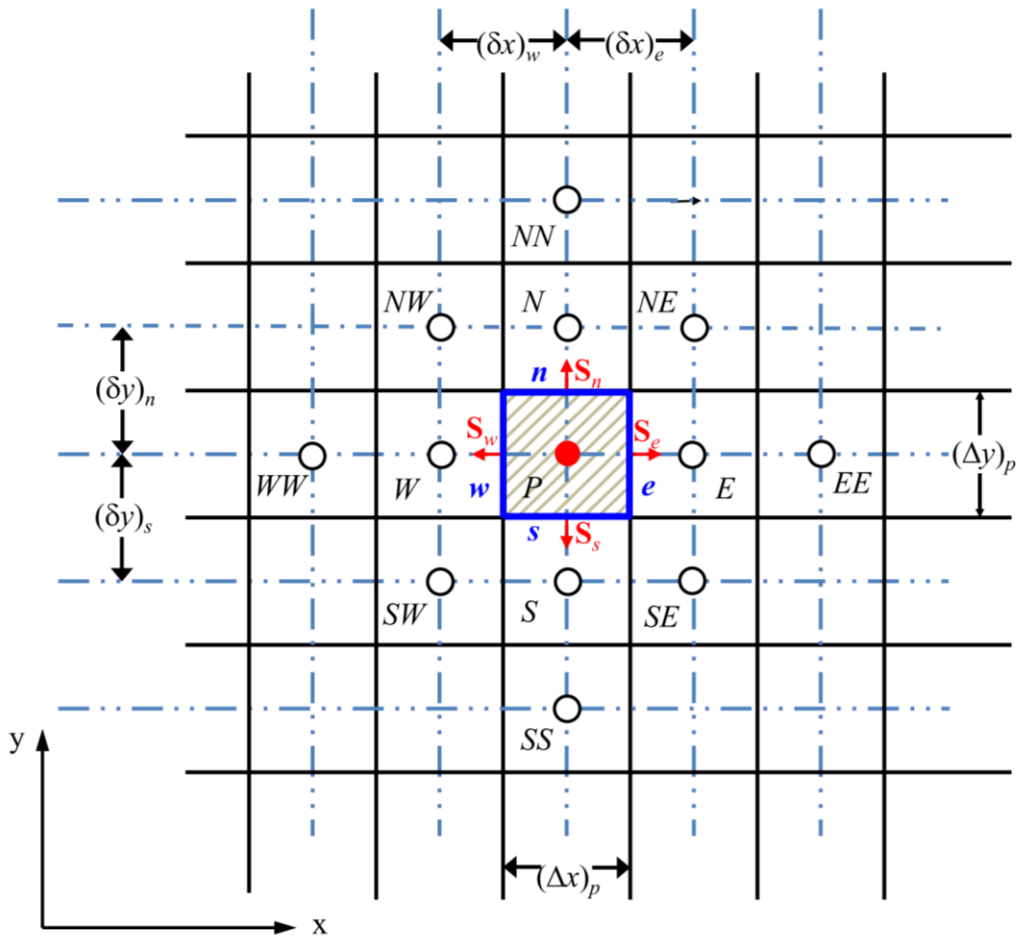 (δx)w (δx)e
NN
NW N NE
n Sn
(δy)n
Sw Se (Δy)p
WW W w P e E EE
(δy)s
s Ss
SW S SE
SS
y
(Δx)p
x